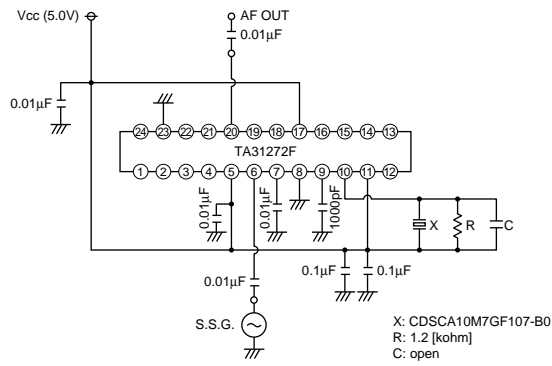 Vcc (5.0V)
AF OUT
0.01μF
0.01μF
24 23 22 21 20 19 18 17 16 15 14 13
TA31272F
1 2 3 4 5 6 7 8 9 10 11 12
0.01μF
0.01μF
1000pF
X
R
C
0.01μF
0.1μF
0.1μF
S.S.G.
X: CDSCA10M7GF107-B0
R: 1.2 [kohm]
C: open